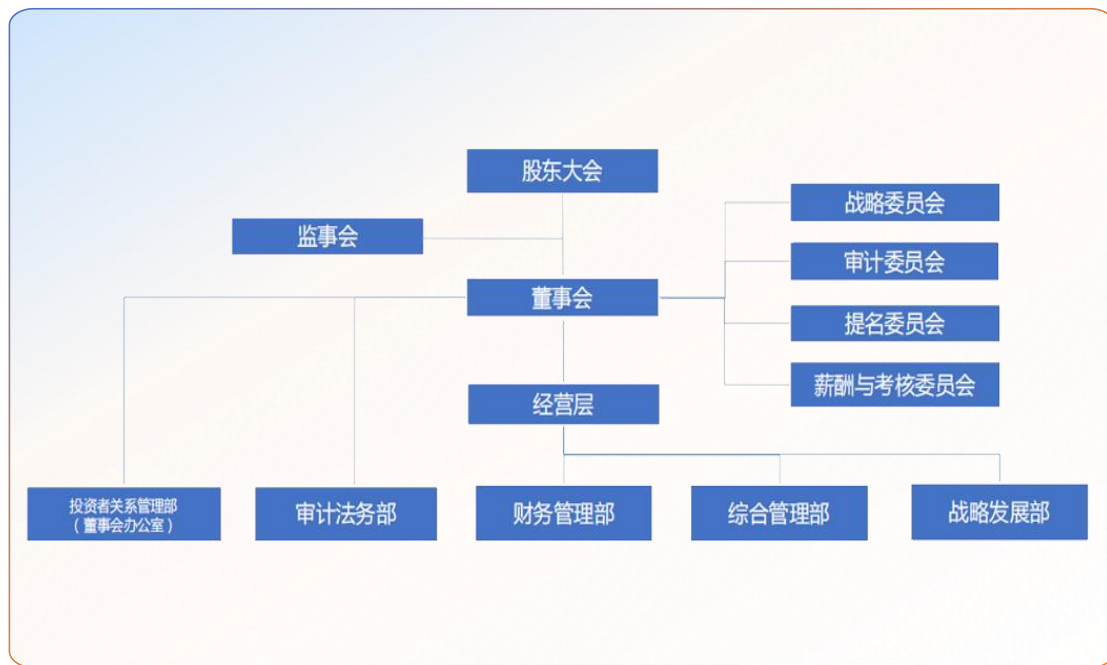 股东大会
监事会
董事会
战略委员会
审计委员会
提名委员会
薪酬与考核委员会
经营层
投资者关系管理部
（董事会办公室）
审计法务部
财务管理部
综合管理部
战略发展部